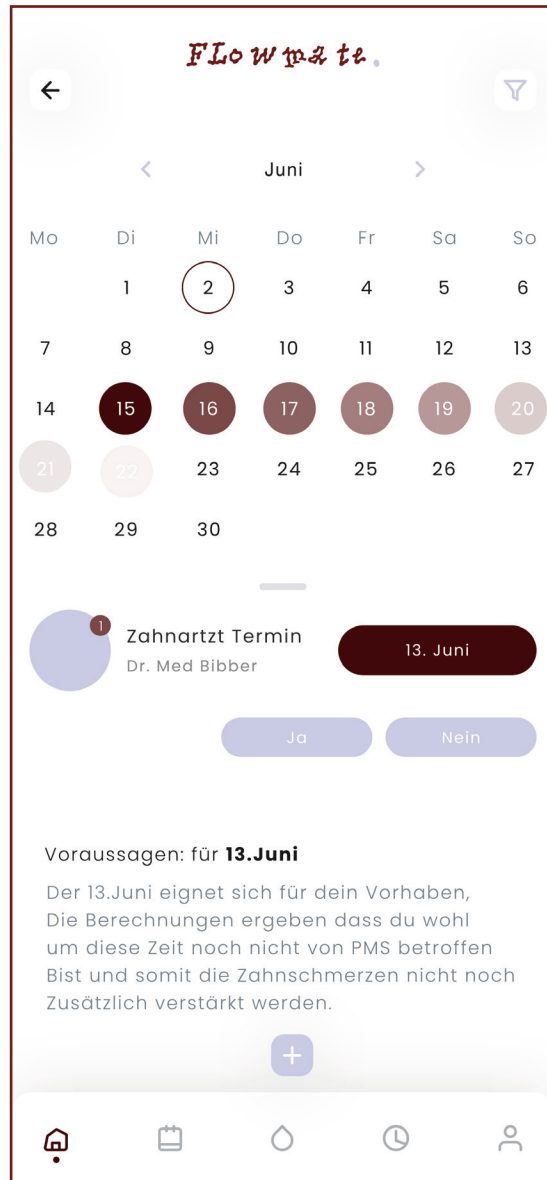 FLowmate.
Juni
Mo Di Mi Do Fr Sa So
1 2 3 4 5 6
7 8 9 10 11 12 13
14 15 16 17 18 19 20
21 22 23 24 25 26 27
28 29 30
1
Zahnartzt Termin
Dr. Med Bibber
13. Juni
Ja Nein
Voraussagen: für 13.Juni
Der 13.Juni eignet sich für dein Vorhaben,
Die Berechnungen ergeben dass du wohl
um diese Zeit noch nicht von PMS betroffen
Bist und somit die Zahnschmerzen nicht noch
Zusätzlich verstärkt werden.